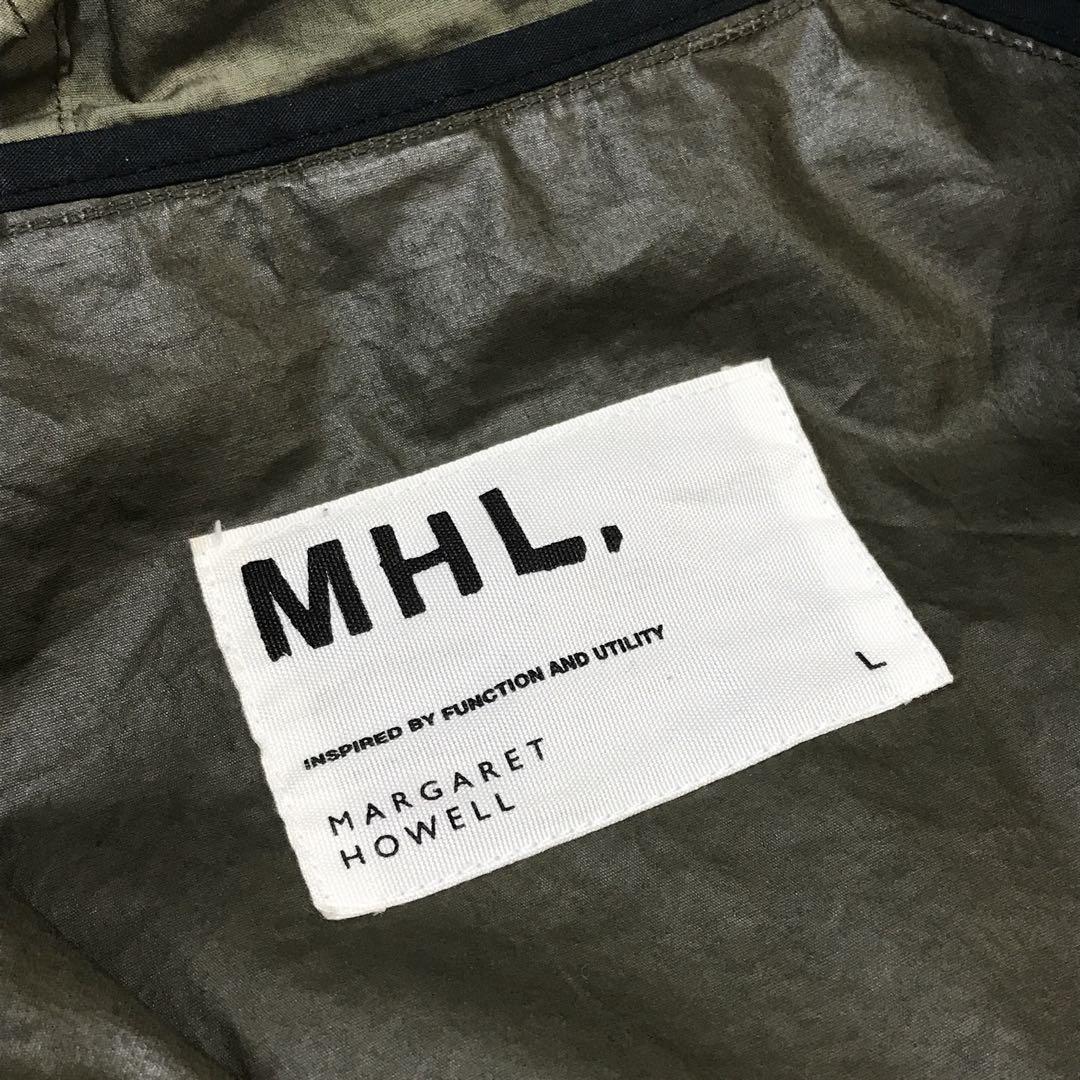 MHL.
INSPIRED BY FUNCTION AND UTILITY
L
MARGARET
HOWELL